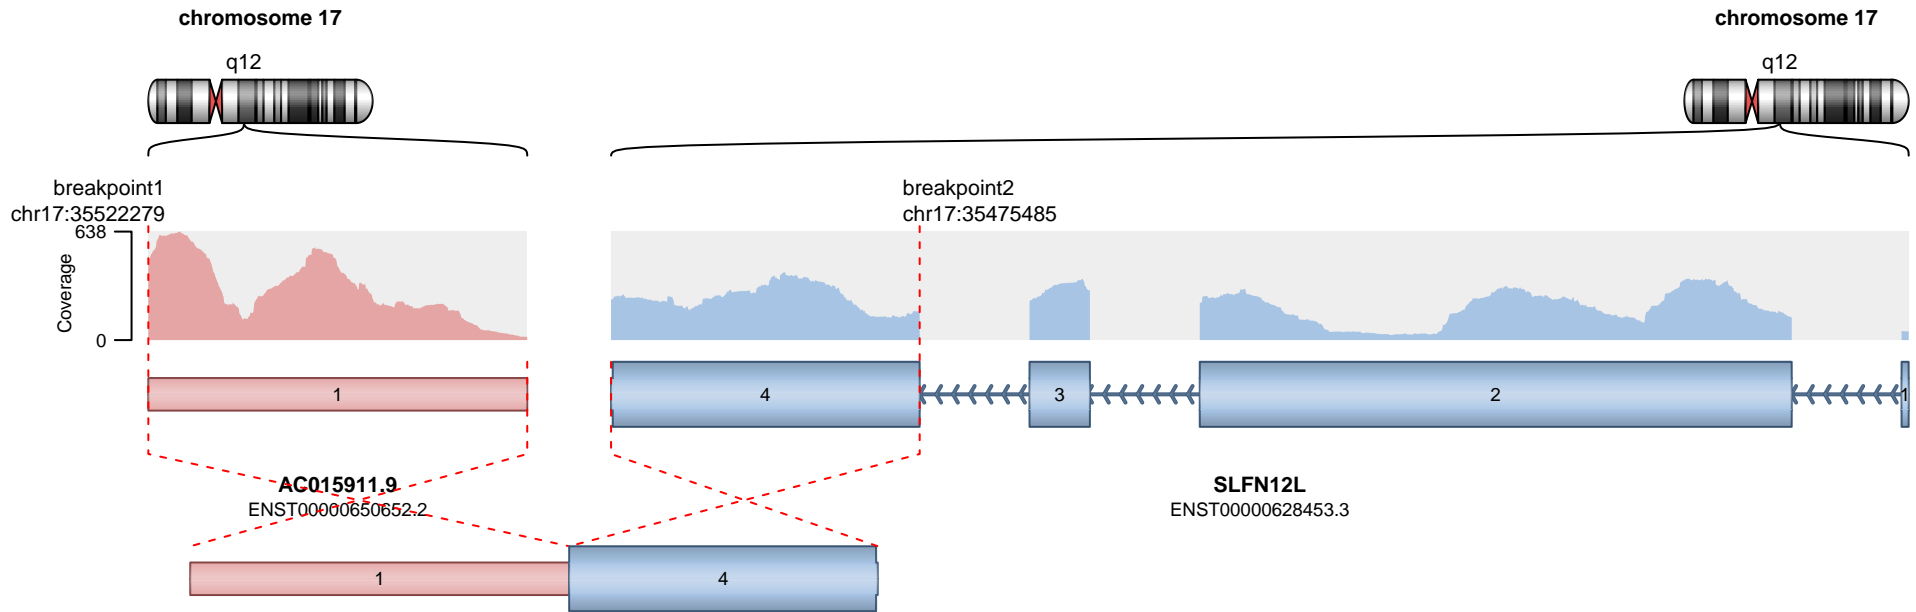 chromosome 17
chromosome 17
q12
q12
breakpoint1
chr17:35522279
breakpoint2
chr17:35475485
638
Coverage
0
1
4
3
2
1
AC015911.9
ENST00000650652.2
SLFN12L
ENST00000628453.3
1
4